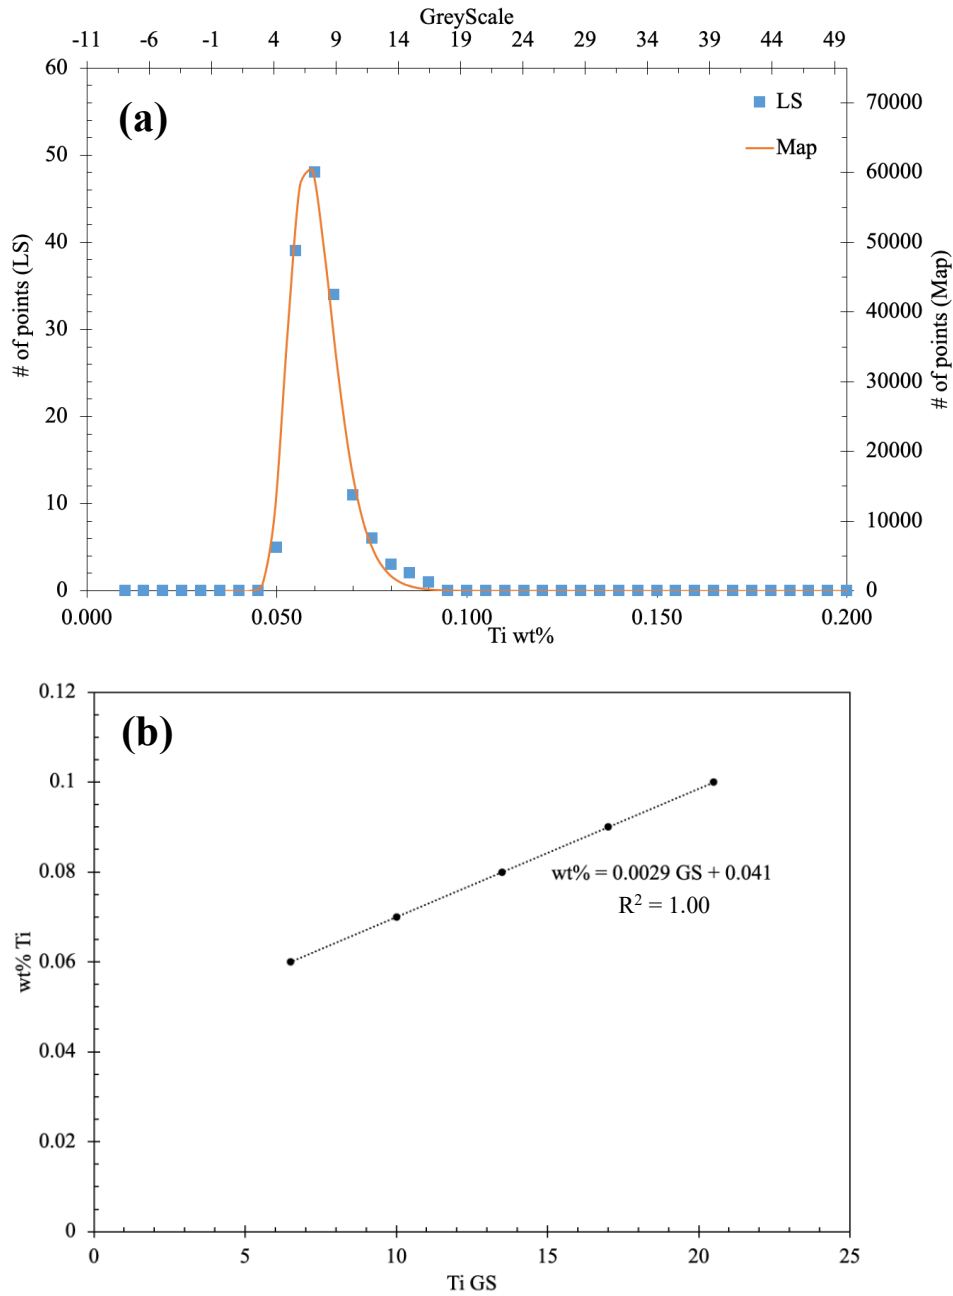 GreyScale
-11 -6 -1 4 9 14 19 24 29 34 39 44 49
60
(a)
LS
70000
50
Map
60000
40
50000
# of points (LS)
# of points (Map)
40000
30
30000
20
20000
10
10000
0
0
0.000 0.050 0.100 0.150 0.200
Ti wt%
0.12
(b)
0.1
0.08
wt% = 0.0029 GS + 0.041
R² = 1.00
wt% Ti
0.06
0.04
0.02
0
0 5 10 15 20 25
Ti GS